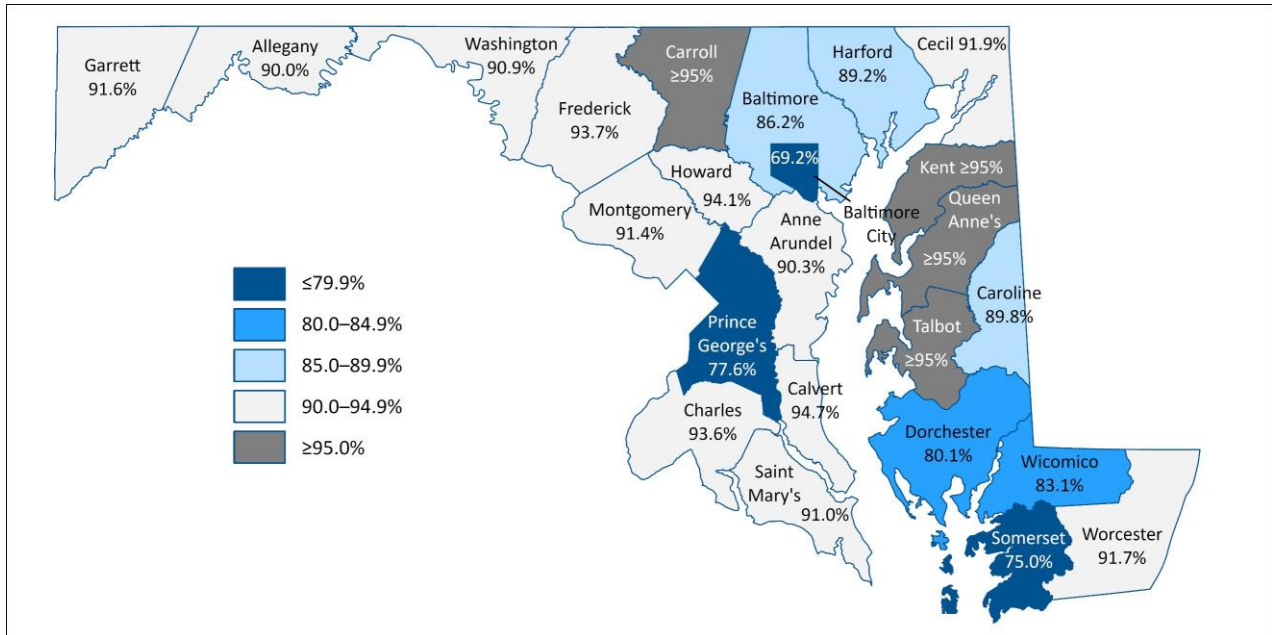 Garrett
91.6%
Allegany
90.0%
Washington
90.9%
Frederick
93.7%
Carroll
≥95%
Baltimore
86.2%
Harford
89.2%
Cecil 91.9%
69.2%
Baltimore
City
Howard
94.1%
Montgomery
91.4%
Anne
Arundel
90.3%
Kent ≥95%
Queen
Anne's
≥95%
Caroline
89.8%
Talbot
≥95%
Prince
George's
77.6%
Calvert
94.7%
Charles
93.6%
Saint
Mary's
91.0%
Dorchester
80.1%
Wicomico
83.1%
Somerset
75.0%
Worcester
91.7%
≤79.9%
80.0–84.9%
85.0–89.9%
90.0–94.9%
≥95.0%